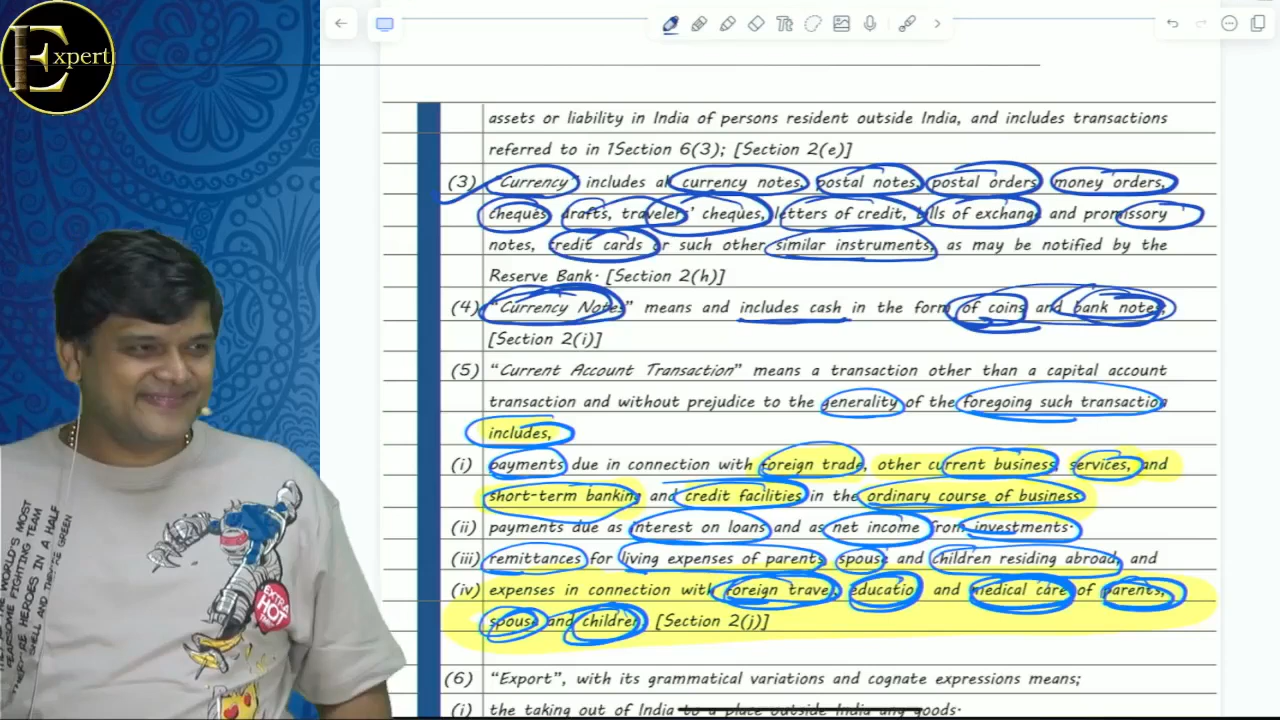 Expert
assets or liability in India of persons resident outside India, and includes transactions
referred to in 1Section 6(3); [Section 2(e)]
(3) "Currency" includes all currency notes, postal notes, postal orders, money orders,
cheques, drafts, travelers' cheques, letters of credit, bills of exchange and promissory
notes, credit cards or such other similar instruments, as may be notified by the
Reserve Bank· [Section 2(h)]
(4) "Currency Notes" means and includes cash in the form of coins and bank notes;
[Section 2(i)]
(5) "Current Account Transaction" means a transaction other than a capital account
transaction and without prejudice to the generality of the foregoing such transaction
includes,
(i) payments due in connection with foreign trade, other current business, services, and
short-term banking and credit facilities in the ordinary course of business
(ii) payments due as interest on loans and as net income from investments·
(iii) remittances for living expenses of parents, spouse and children residing abroad, and
(iv) expenses in connection with foreign travel, education and medical care of parents,
spouse and children [Section 2(j)]
(6) "Export", with its grammatical variations and cognate expressions means;
(i) the taking out of India to a place outside India any goods·
EXTRA
HOT